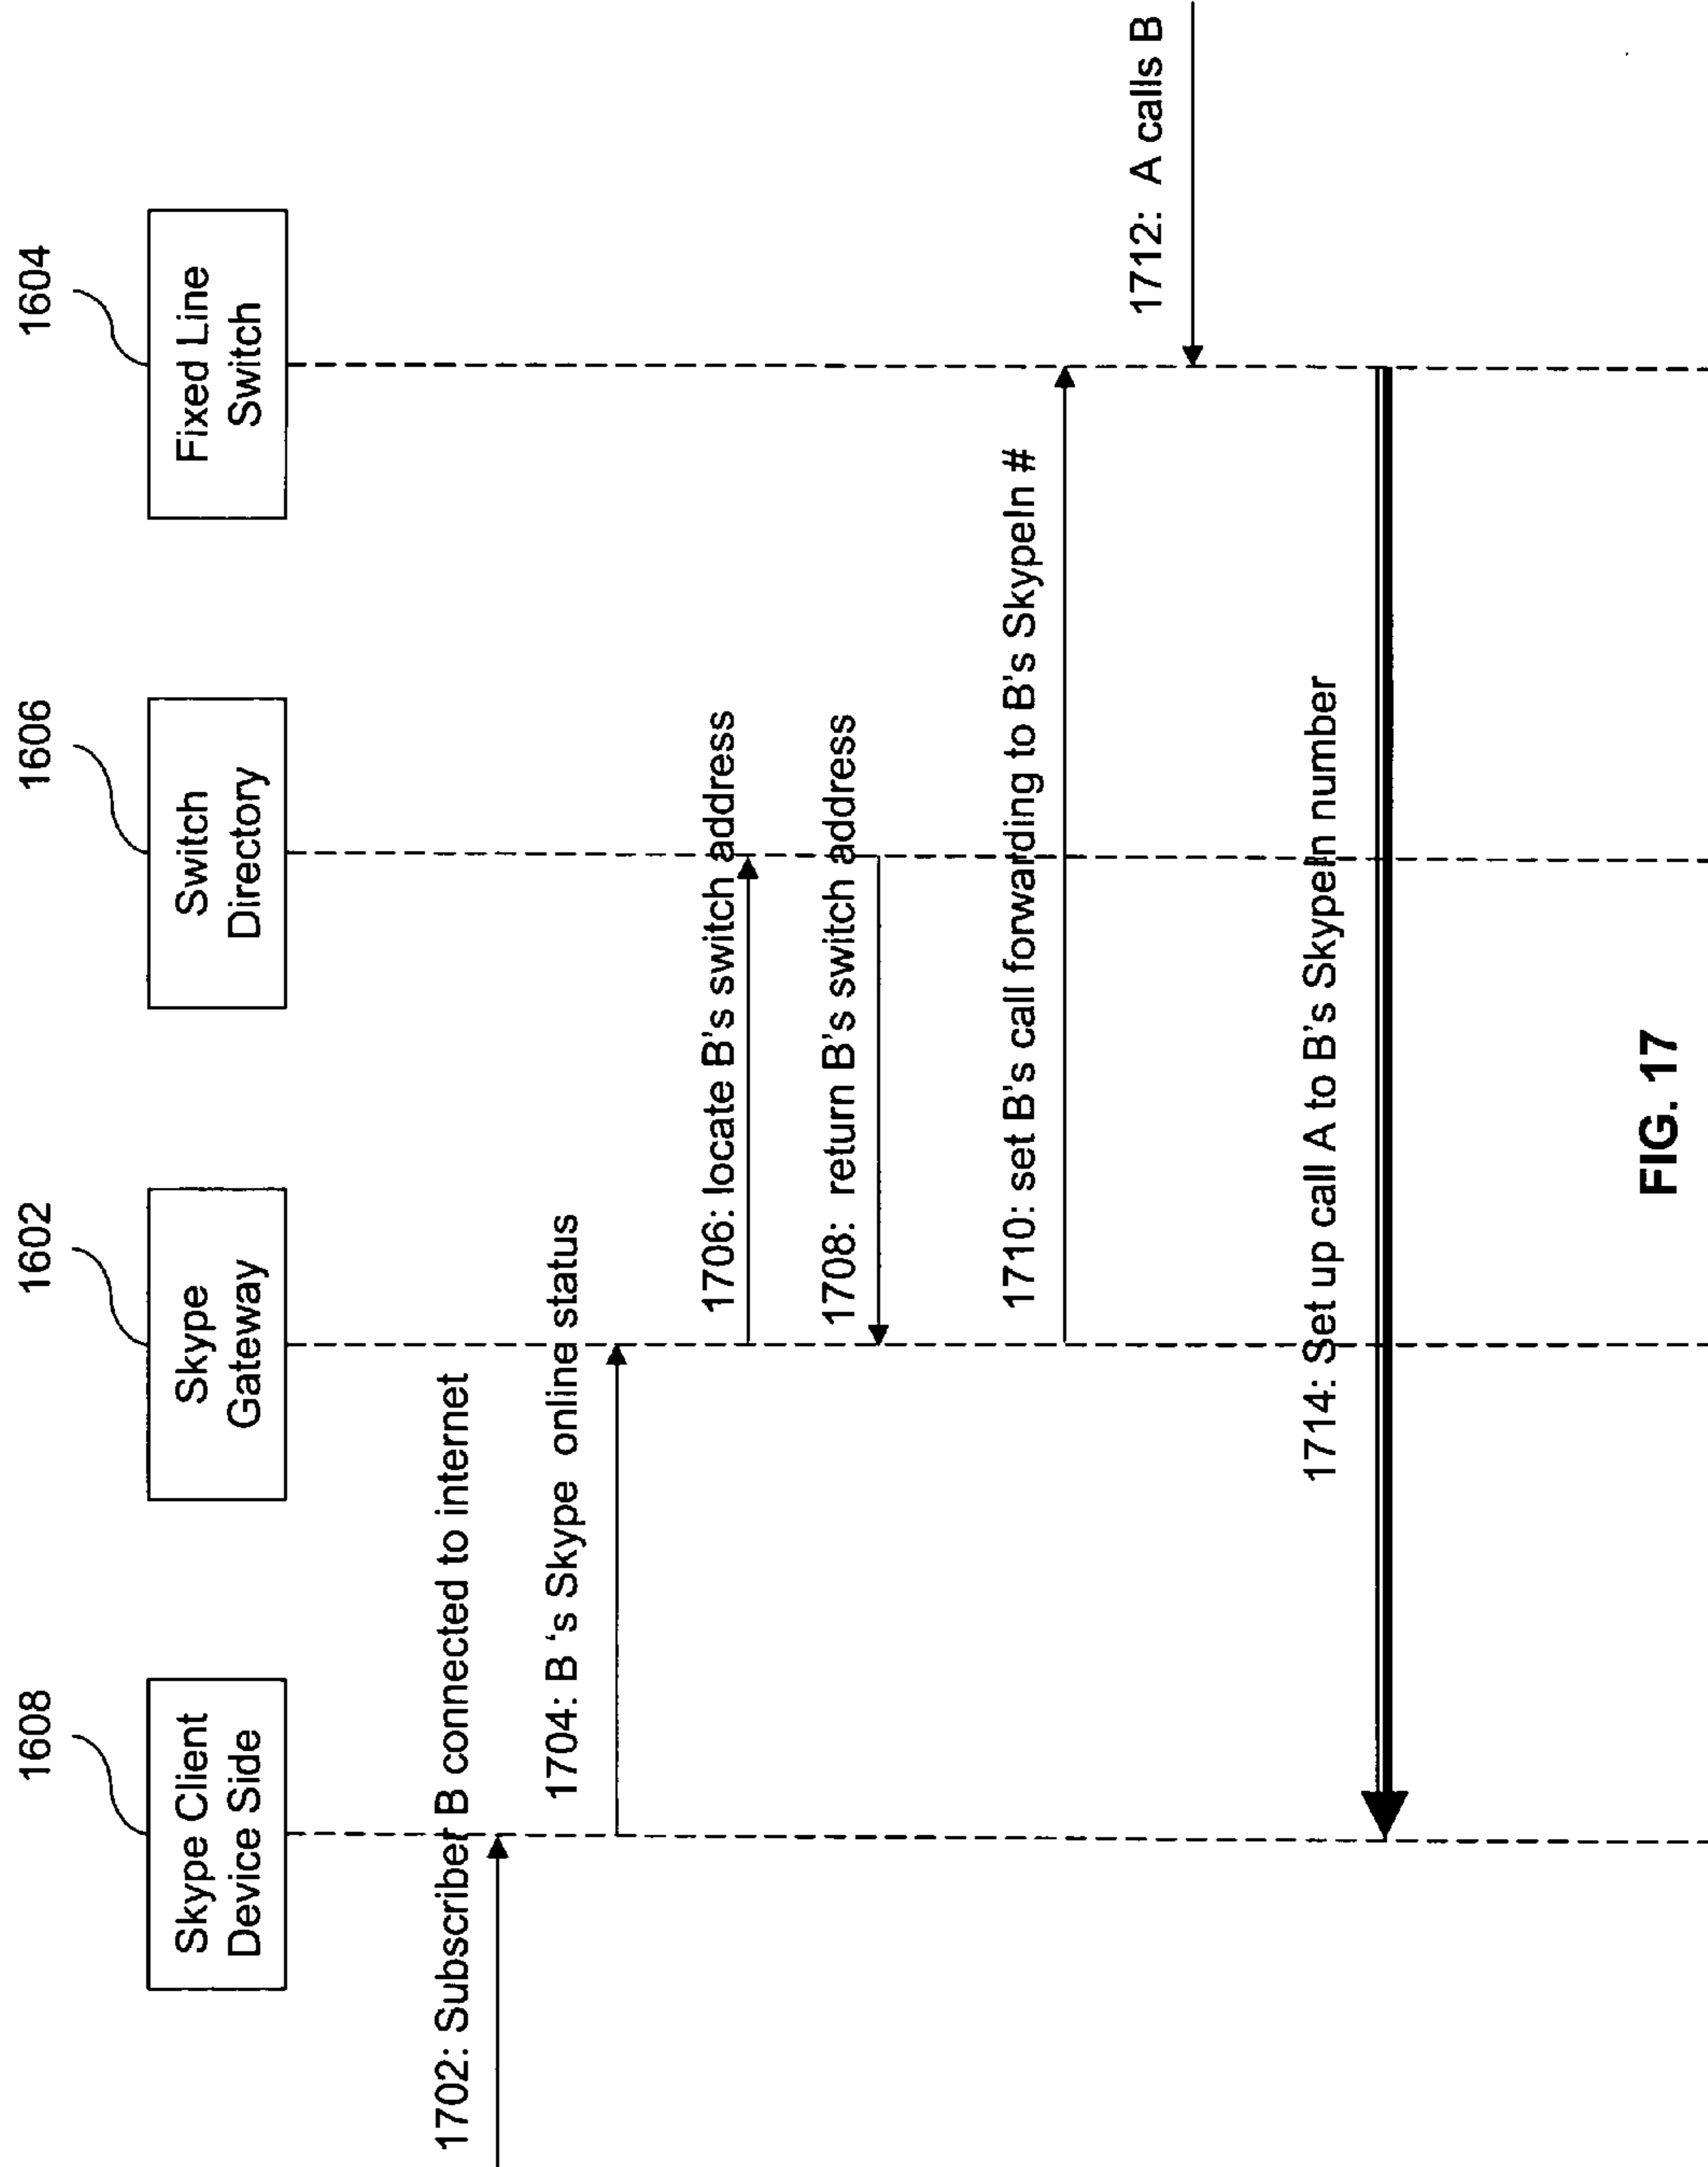 1608
1602
1606
1604
Skype Client
Device Side
Skype
Gateway
Switch
Directory
Fixed Line
Switch
1702: Subscriber B connected to internet
1704: B 's Skype online status
1706: locate B's switch address
1708: return B's switch address
1710: set B's call forwarding to B's SkypeIn #
1712: A calls B
1714: Set up call A to B's SkypeIn number
FIG. 17